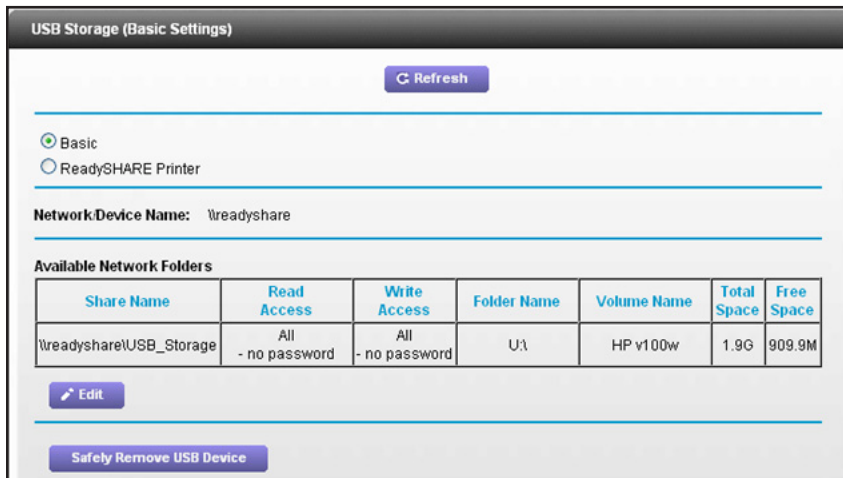 USB Storage (Basic Settings)
Refresh
Basic
ReadySHARE Printer
Network/Device Name: \\readyshare
Available Network Folders
Share Name Read Access Write Access Folder Name Volume Name Total Space Free Space
\\readyshare\USB_Storage All - no password All - no password U:\ HP v100w 1.9G 909.9M
Edit
Safely Remove USB Device